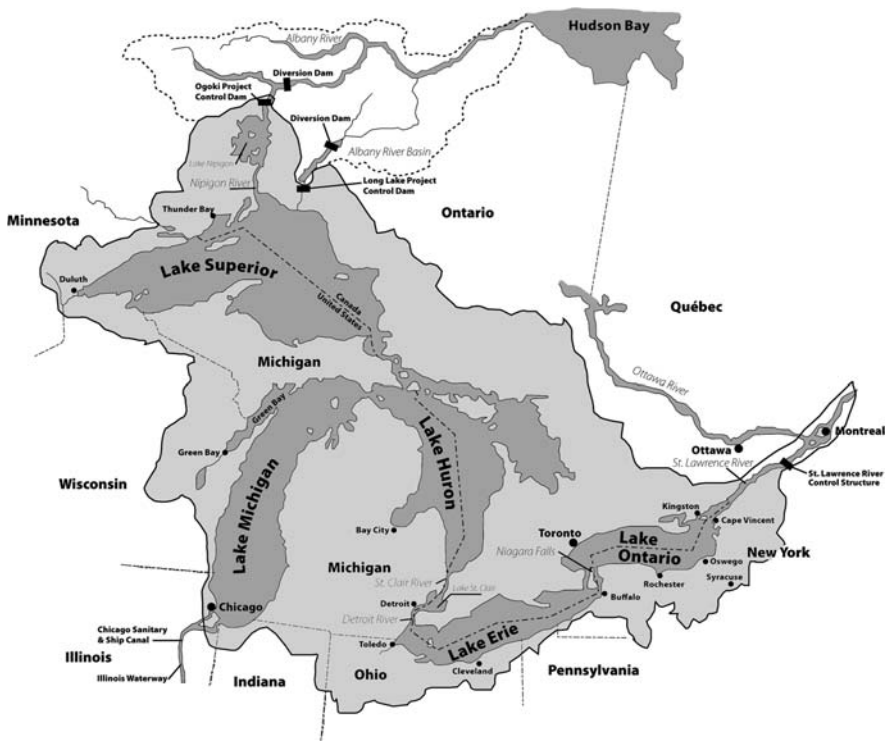 Hudson Bay
Albany River
Diversion Dam
Ogoki Project
Control Dam
Diversion Dam
Lake Nipigon
Albany River Basin
Nipigon River
Long Lake Project
Control Dam
Thunder Bay
Minnesota
Ontario
Lake Superior
Duluth
Canada
United States
Québec
Michigan
Ottawa River
Green Bay
Green Bay
Lake Huron
Montreal
Ottawa
St. Lawrence River
St. Lawrence River
Control Structure
Wisconsin
Lake Michigan
Kingston
Cape Vincent
Bay City
Toronto
Lake
Ontario
New York
Niagara Falls
Oswego
Michigan
St. Clair River
Lake St. Clair
Rochester
Syracuse
Buffalo
Detroit
Chicago
Detroit River
Chicago Sanitary
& Ship Canal
Toledo
Lake Erie
Illinois
Cleveland
Pennsylvania
Ohio
Illinois Waterway
Indiana